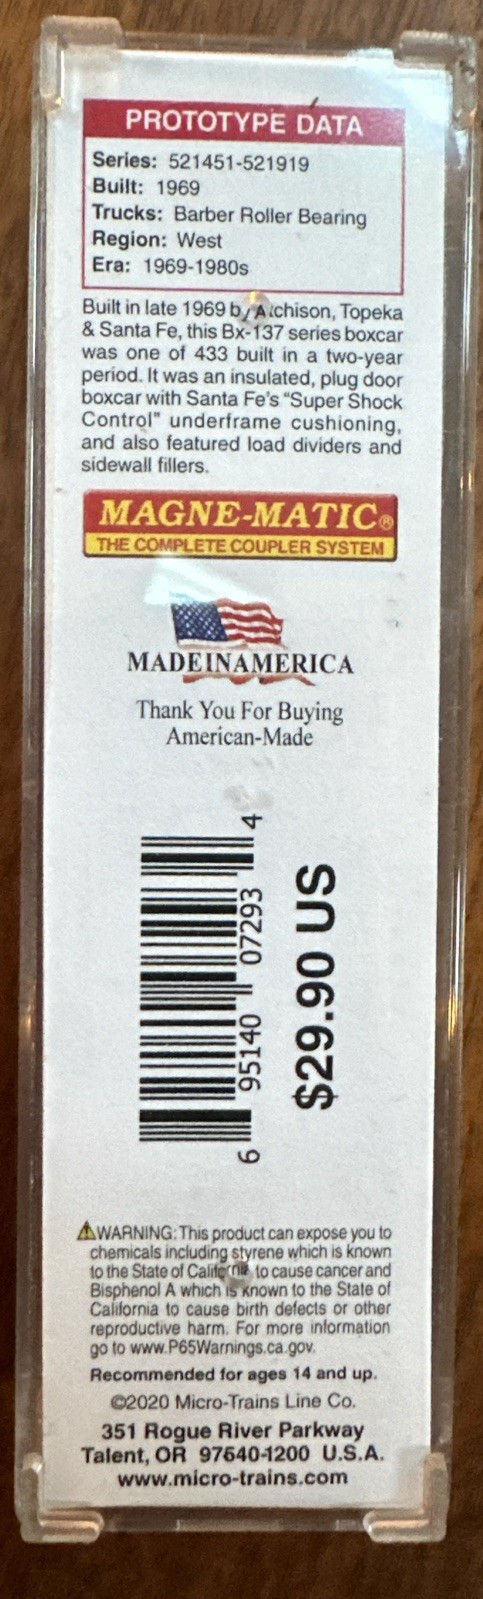 PROTOTYPE DATA
Series: 521451-521919
Built: 1969
Trucks: Barber Roller Bearing
Region: West
Era: 1969-1980s
Built in late 1969 by Atchison, Topeka
& Santa Fe, this Bx-137 series boxcar
was one of 433 built in a two-year
period. It was an insulated, plug door
boxcar with Santa Fe's “Super Shock
Control” underframe cushioning,
and also featured load dividers and
sidewall fillers.
MAGNE-MATIC®
THE COMPLETE COUPLER SYSTEM
MADEINAMERICA
Thank You For Buying
American-Made
6 95140 07293 4
$29.90 US
WARNING: This product can expose you to
chemicals including styrene which is known
to the State of California to cause cancer and
Bisphenol A which is known to the State of
California to cause birth defects or other
reproductive harm. For more information
go to www.P65Warnings.ca.gov.
Recommended for ages 14 and up.
©2020 Micro-Trains Line Co.
351 Rogue River Parkway
Talent, OR 97540-1200 U.S.A.
www.micro-trains.com